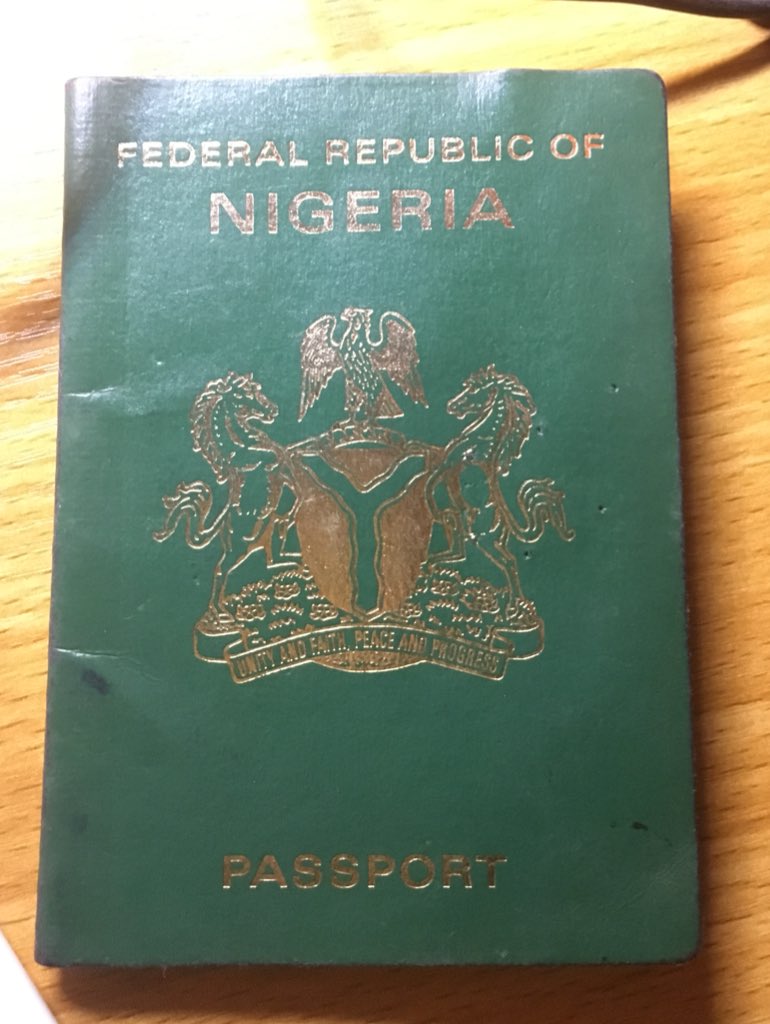 FEDERAL REPUBLIC OF
NIGERIA
UNITY AND FAITH, PEACE AND PROGRESS
PASSPORT